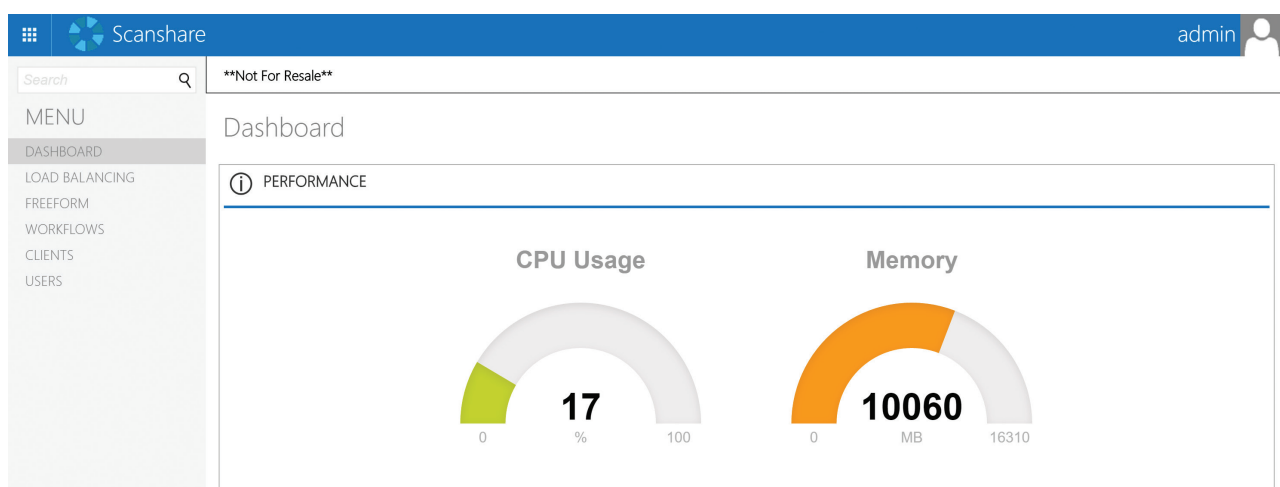 Scanshare
admin
Search
**Not For Resale**
MENU
DASHBOARD
LOAD BALANCING
FREEFORM
WORKFLOWS
CLIENTS
USERS
Dashboard
PERFORMANCE
CPU Usage
17
0 % 100
Memory
10060
0 MB 16310